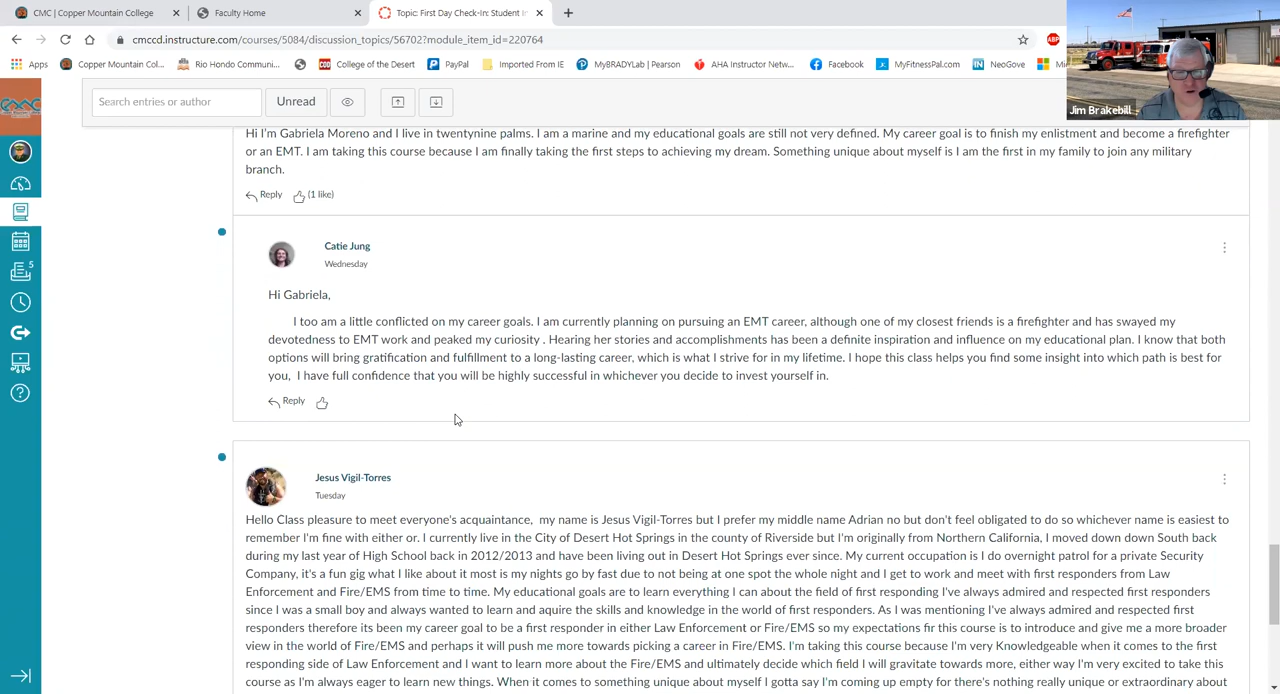 CMC | Copper Mountain College
Faculty Home
Topic: First Day Check-In: Student In
cmccd.instructure.com/courses/5084/discussion_topics/56702?module_item_id=220764
ABP
Apps
Copper Mountain Col...
Rio Hondo Communi...
College of the Desert
PayPal
Imported From IE
MyBRADYLab | Pearson
AHA Instructor Netw...
Facebook
MyFitnessPal.com
NeoGov
Jim Brakebill
CMC
Search entries or author
Unread
Hi I'm Gabriela Moreno and I live in twentynine palms. I am a marine and my educational goals are still not very defined. My career goal is to finish my enlistment and become a firefighter
or an EMT. I am taking this course because I am finally taking the first steps to achieving my dream. Something unique about myself is I am the first in my family to join any military
branch.
Reply
(1 like)
Catie Jung
Wednesday
Hi Gabriela,
I too am a little conflicted on my career goals. I am currently planning on pursuing an EMT career, although one of my closest friends is a firefighter and has swayed my
devotedness to EMT work and peaked my curiosity . Hearing her stories and accomplishments has been a definite inspiration and influence on my educational plan. I know that both
options will bring gratification and fulfillment to a long-lasting career, which is what I strive for in my lifetime. I hope this class helps you find some insight into which path is best for
you, I have full confidence that you will be highly successful in whichever you decide to invest yourself in.
Reply
5
Jesus Vigil-Torres
Tuesday
Hello Class pleasure to meet everyone's acquaintance, my name is Jesus Vigil-Torres but I prefer my middle name Adrian no but don't feel obligated to do so whichever name is easiest to
remember I'm fine with either or. I currently live in the City of Desert Hot Springs in the county of Riverside but I'm originally from Northern California, I moved down down South back
during my last year of High School back in 2012/2013 and have been living out in Desert Hot Springs ever since. My current occupation is I do overnight patrol for a private Security
Company, it's a fun gig what I like about it most is my nights go by fast due to not being at one spot the whole night and I get to work and meet with first responders from Law
Enforcement and Fire/EMS from time to time. My educational goals are to learn everything I can about the field of first responding I've always admired and respected first responders
since I was a small boy and always wanted to learn and aquire the skills and knowledge in the world of first responders. As I was mentioning I've always admired and respected first
responders therefore its been my career goal to be a first responder in either Law Enforcement or Fire/EMS so my expectations fir this course is to introduce and give me a more broader
view in the world of Fire/EMS and perhaps it will push me more towards picking a career in Fire/EMS. I'm taking this course because I'm very Knowledgeable when it comes to the first
responding side of Law Enforcement and I want to learn more about the Fire/EMS and ultimately decide which field I will gravitate towards more, either way I'm very excited to take this
course as I'm always eager to learn new things. When it comes to something unique about myself I gotta say I'm coming up empty for there's nothing really unique or extraordinary about